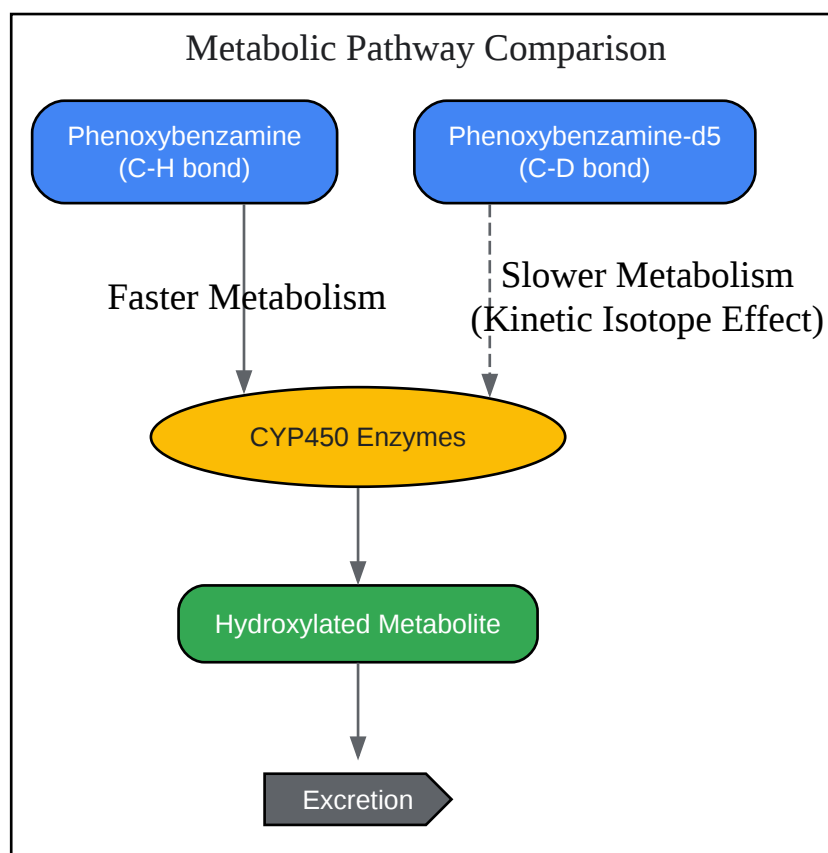 Metabolic Pathway Comparison
Phenoxybenzamine
(C-H bond)
Phenoxybenzamine-d5
(C-D bond)
Faster Metabolism
Slower Metabolism
(Kinetic Isotope Effect)
CYP450 Enzymes
Hydroxylated Metabolite
Excretion